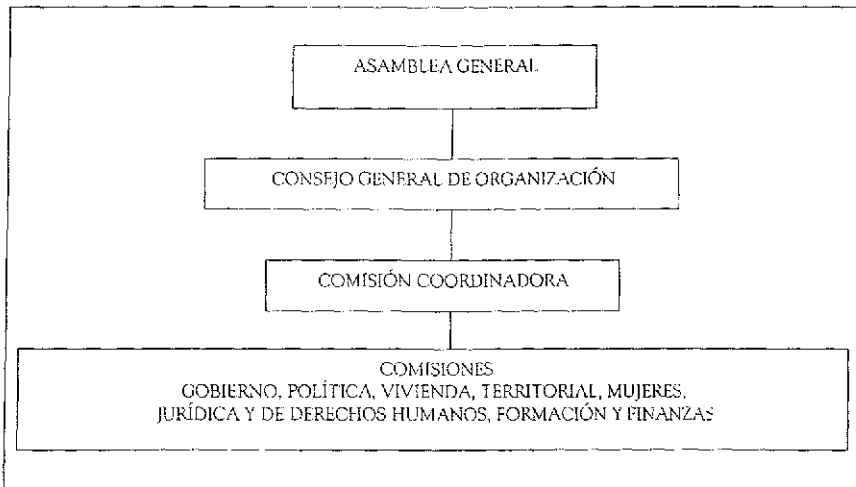 ASAMBLEA GENERAL
CONSEJO GENERAL DE ORGANIZACIÓN
COMISIÓN COORDINADORA
COMISIONES
GOBIERNO, POLÍTICA, VIVIENDA, TERRITORIAL, MUJERES,
JURÍDICA Y DE DERECHOS HUMANOS, FORMACIÓN Y FINANZAS